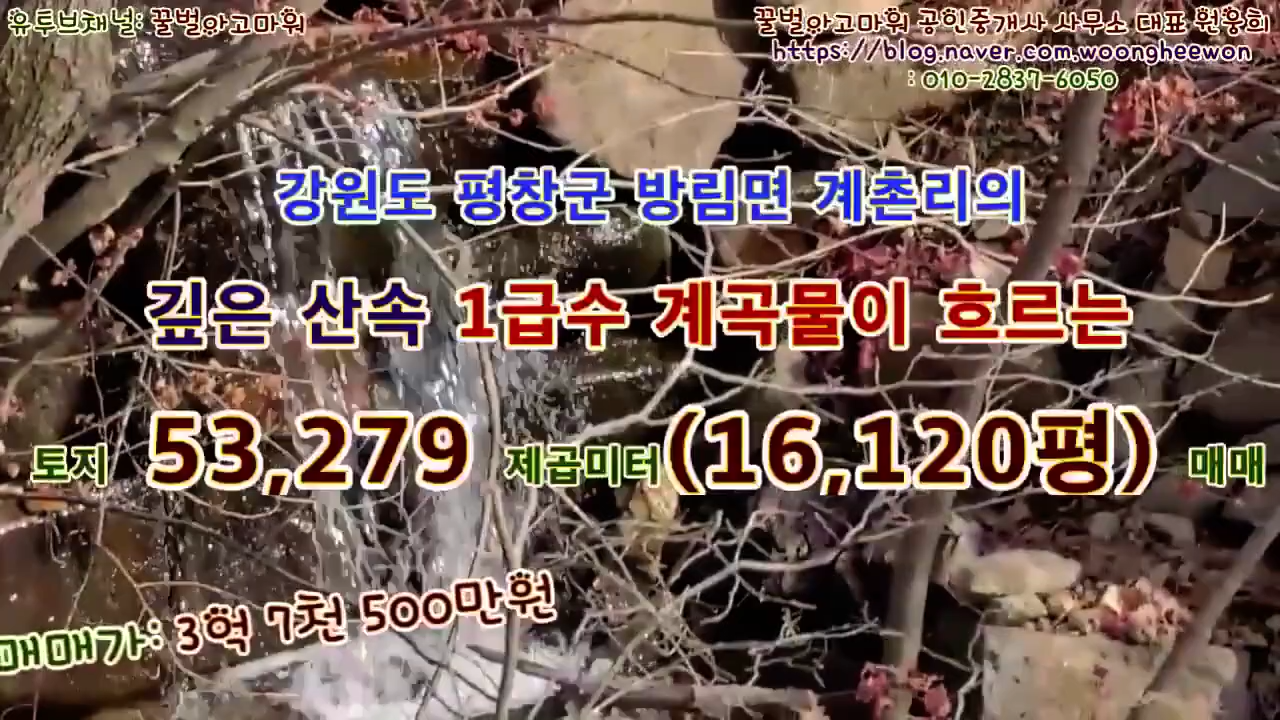 유투브채널: 꿀벌아고마워
꿀벌아고마워 공인중개사 사무소 대표 원웅희
https://blog.naver.com.woongheewon
: 010-2837-6050
강원도 평창군 방림면 계촌리의
깊은 산속 1급수 계곡물이 흐르는
토지 53,279 제곱미터(16,120평) 매매
매매가: 3억 7천 500만원